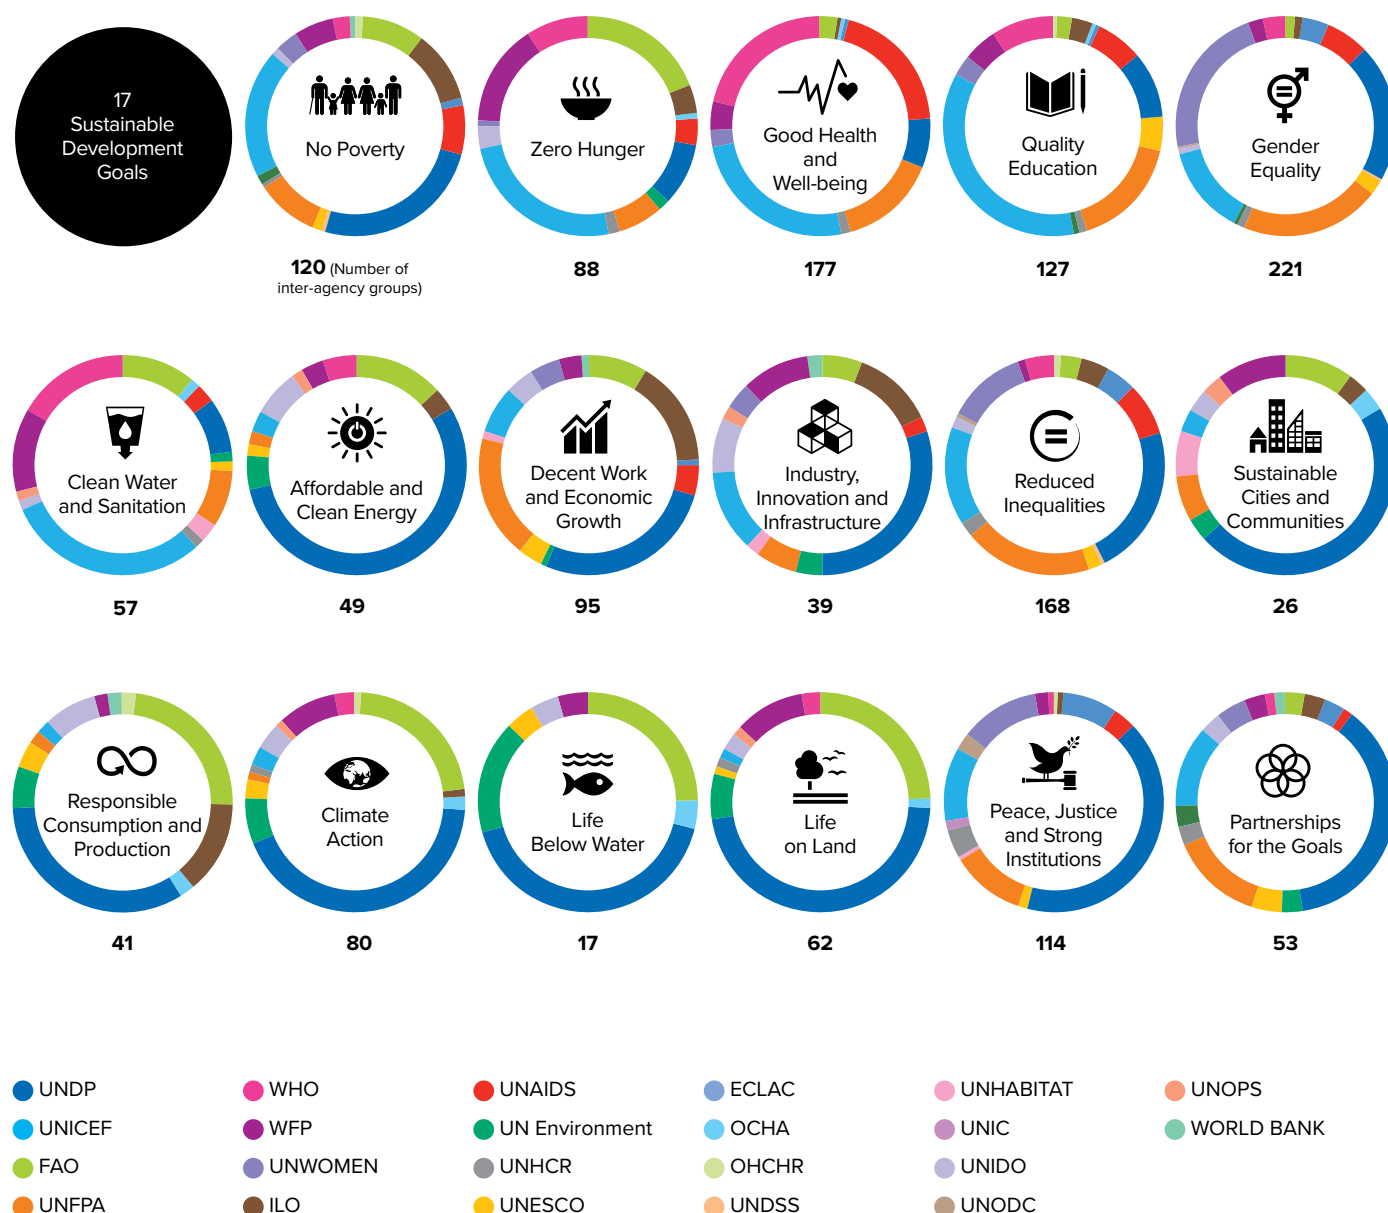 17
Sustainable
Development
Goals
No Poverty
Zero Hunger
Good Health
and
Well-being
Quality
Education
Gender
Equality
120 (Number of
inter-agency groups)
88
177
127
221
Clean Water
and Sanitation
Affordable and
Clean Energy
Decent Work
and Economic
Growth
Industry,
Innovation and
Infrastructure
Reduced
Inequalities
Sustainable
Cities and
Communities
57
49
95
39
168
26
Responsible
Consumption and
Production
Climate
Action
Life
Below Water
Life
on Land
Peace, Justice
and Strong
Institutions
Partnerships
for the Goals
41
80
17
62
114
53
UNDP
WHO
UNAIDS
ECLAC
UNHABITAT
UNOPS
UNICEF
WFP
UN Environment
OCHA
UNIC
WORLD BANK
FAO
UNWOMEN
UNHCR
OHCHR
UNIDO
UNFPA
ILO
UNESCO
UNDSS
UNODC